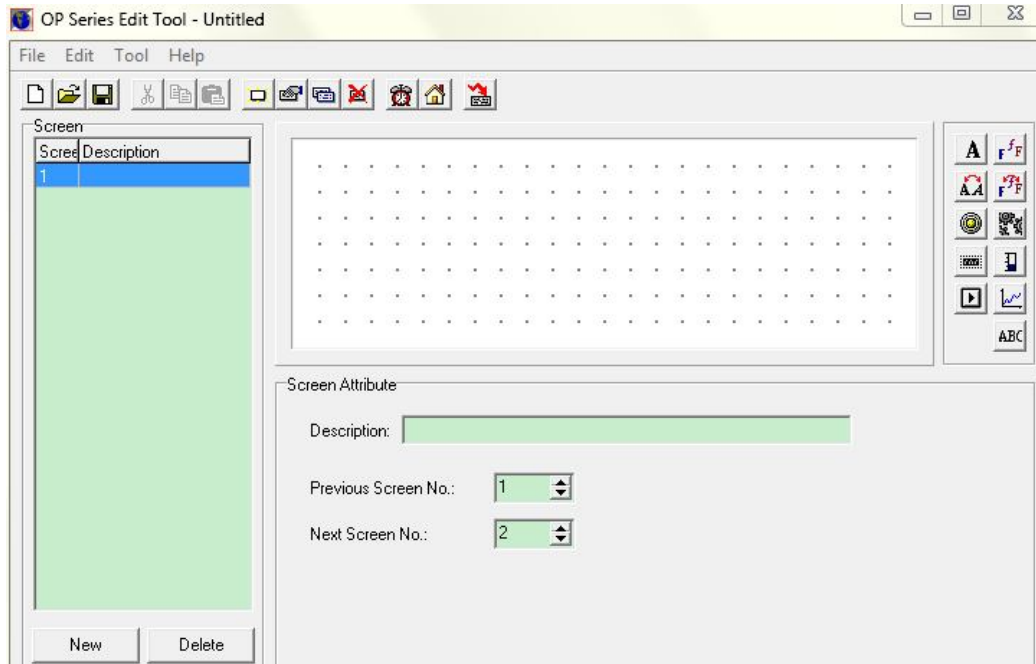 OP Series Edit Tool - Untitled
File Edit Tool Help
Screen
Scree Description
1
A F f F
A A F F
ABC
Screen Attribute
Description:
Previous Screen No.: 1
Next Screen No.: 2
New Delete